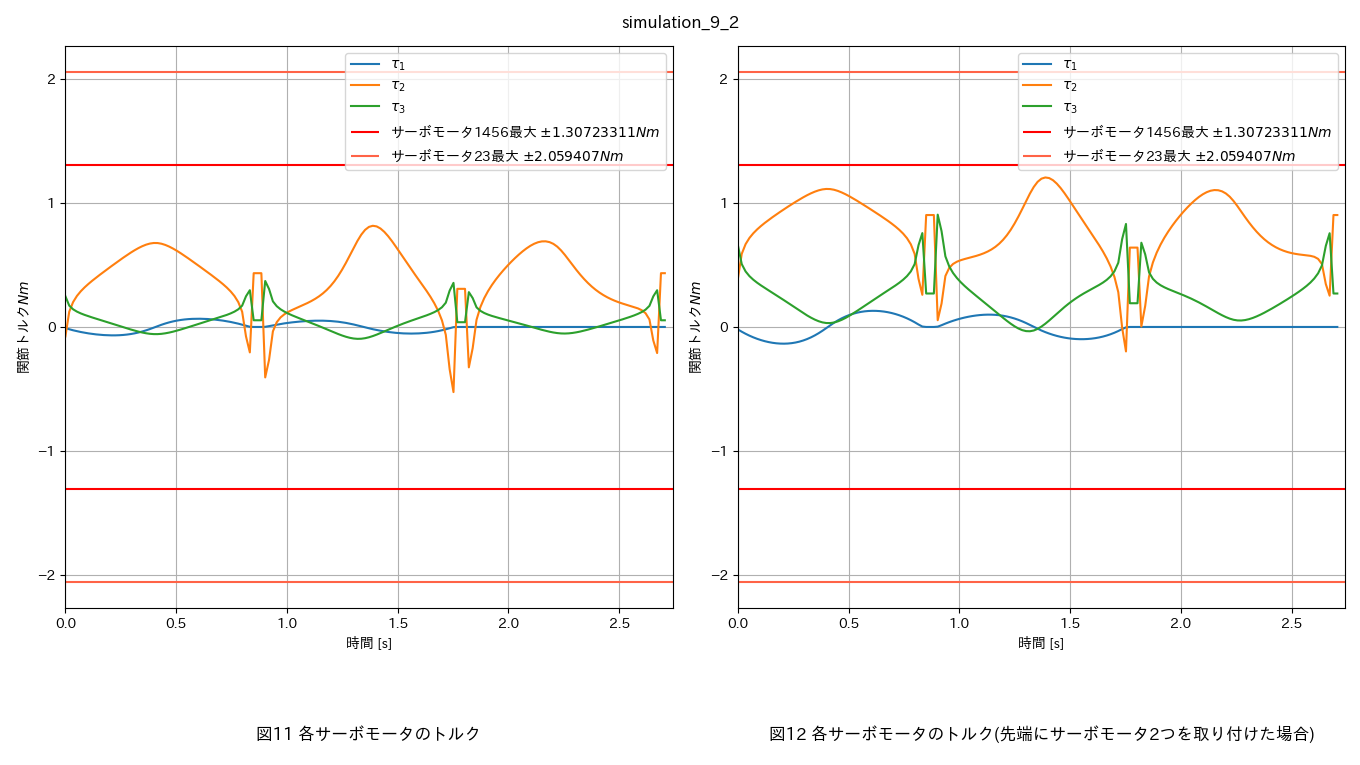 simulation_9_2
τ1
τ2
τ3
サーボモータ1456最大 ±1.30723311Nm
サーボモータ23最大 ±2.059407Nm
2
1
0
−1
−2
関節トルクNm
0.0 0.5 1.0 1.5 2.0 2.5
時間 [s]
図11 各サーボモータのトルク
τ1
τ2
τ3
サーボモータ1456最大 ±1.30723311Nm
サーボモータ23最大 ±2.059407Nm
2
1
0
−1
−2
関節トルクNm
0.0 0.5 1.0 1.5 2.0 2.5
時間 [s]
図12 各サーボモータのトルク(先端にサーボモータ2つを取り付けた場合)